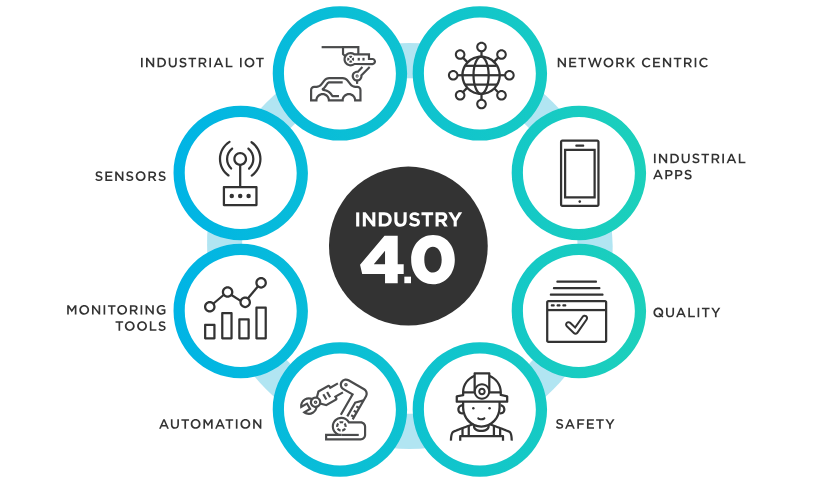 INDUSTRIAL IOT
NETWORK CENTRIC
SENSORS
INDUSTRIAL
APPS
INDUSTRY
4.0
MONITORING
TOOLS
QUALITY
AUTOMATION
SAFETY